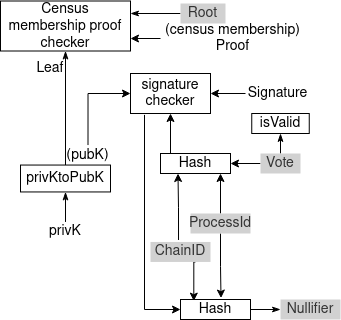 Census
membership proof
checker
Root
(census membership)
Proof
Leaf
signature
checker
Signature
isValid
(pubK)
privKtoPubK
Hash
Vote
privK
ProcessId
ChainID
Hash
Nullifier